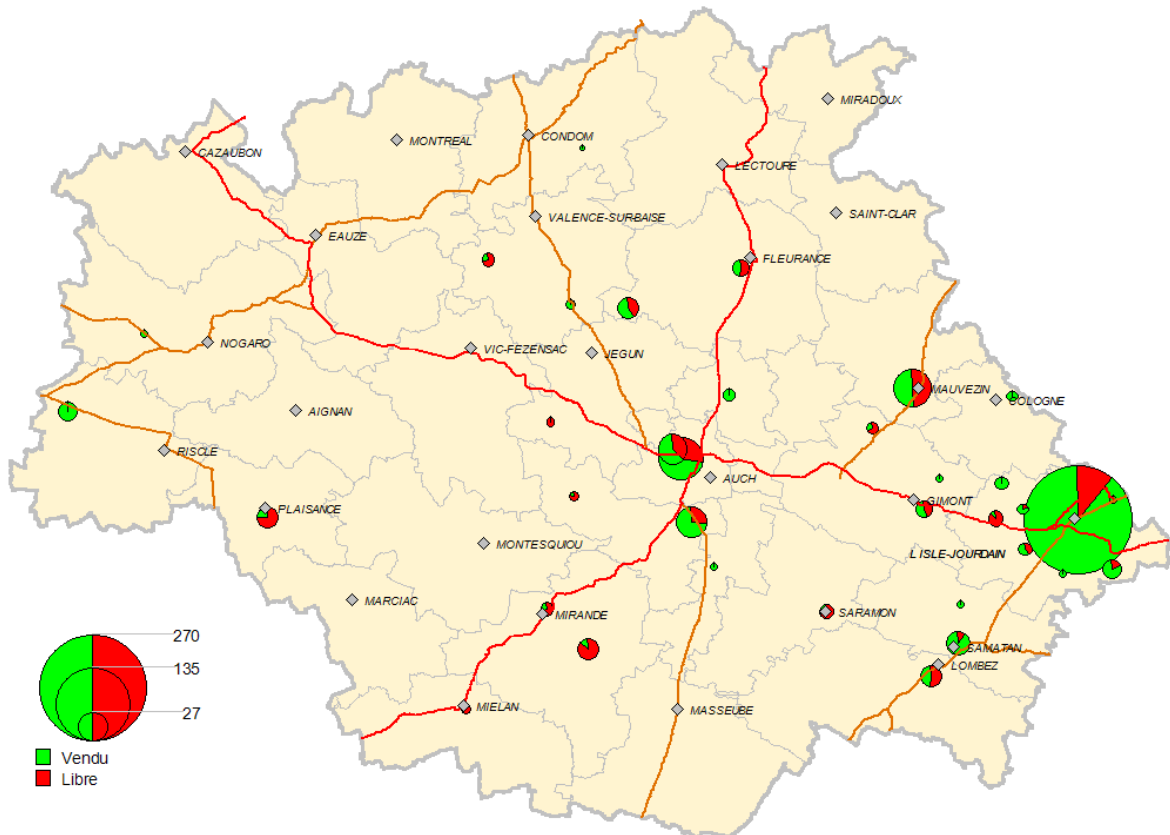 MIRADOUX
CONDOM
MONTREAL
CAZAUBON
LECTOURE
SAINT-CLAR
VALENCE-SUR-BAISE
EAUZE
FLEURANCE
NOGARO
VIC-FEZENSAC
JEGUN
MAUVEZIN
COLOGNE
AIGNAN
RISCLE
AUCH
GIMONT
PLAISANCE
MONTESQUIOU
L ISLE-JOURDAIN
MARCIAC
MIRANDE
SARAMON
SAMATAN
LOMBEZ
MIELAN
MASSEUBE
270
135
27
Vendu
Libre